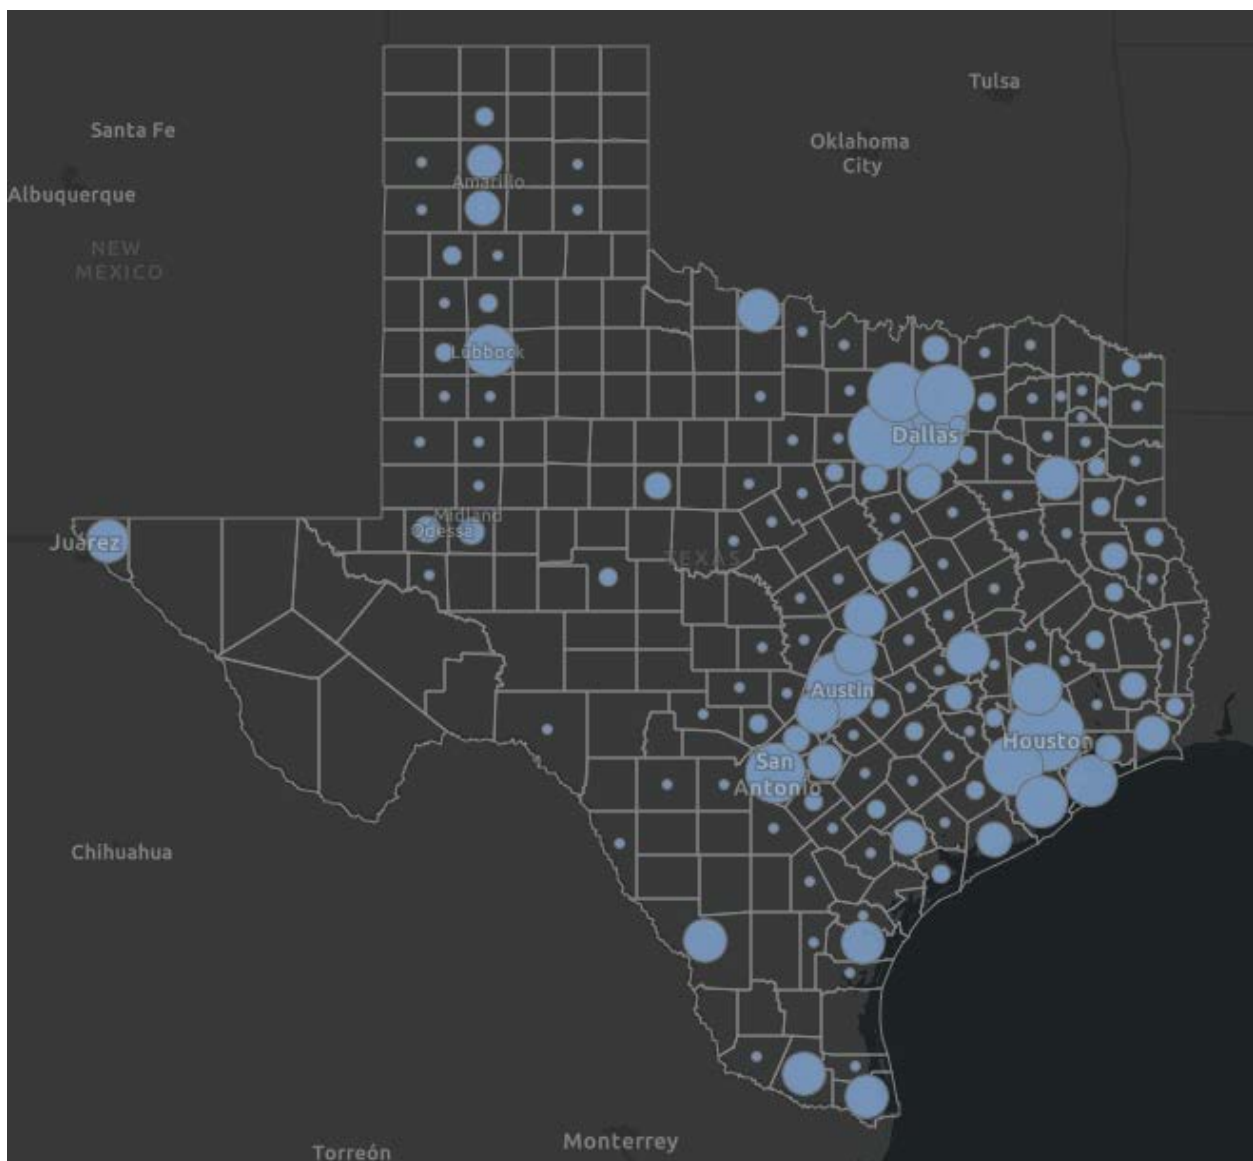 Tulsa
Santa Fe
Oklahoma
City
Amarillo
Albuquerque
NEW
MEXICO
Lubbock
Dallas
Midland
Odessa
Juárez
TEXAS
Austin
Houston
San
Antonio
Chihuahua
Monterrey
Torreón